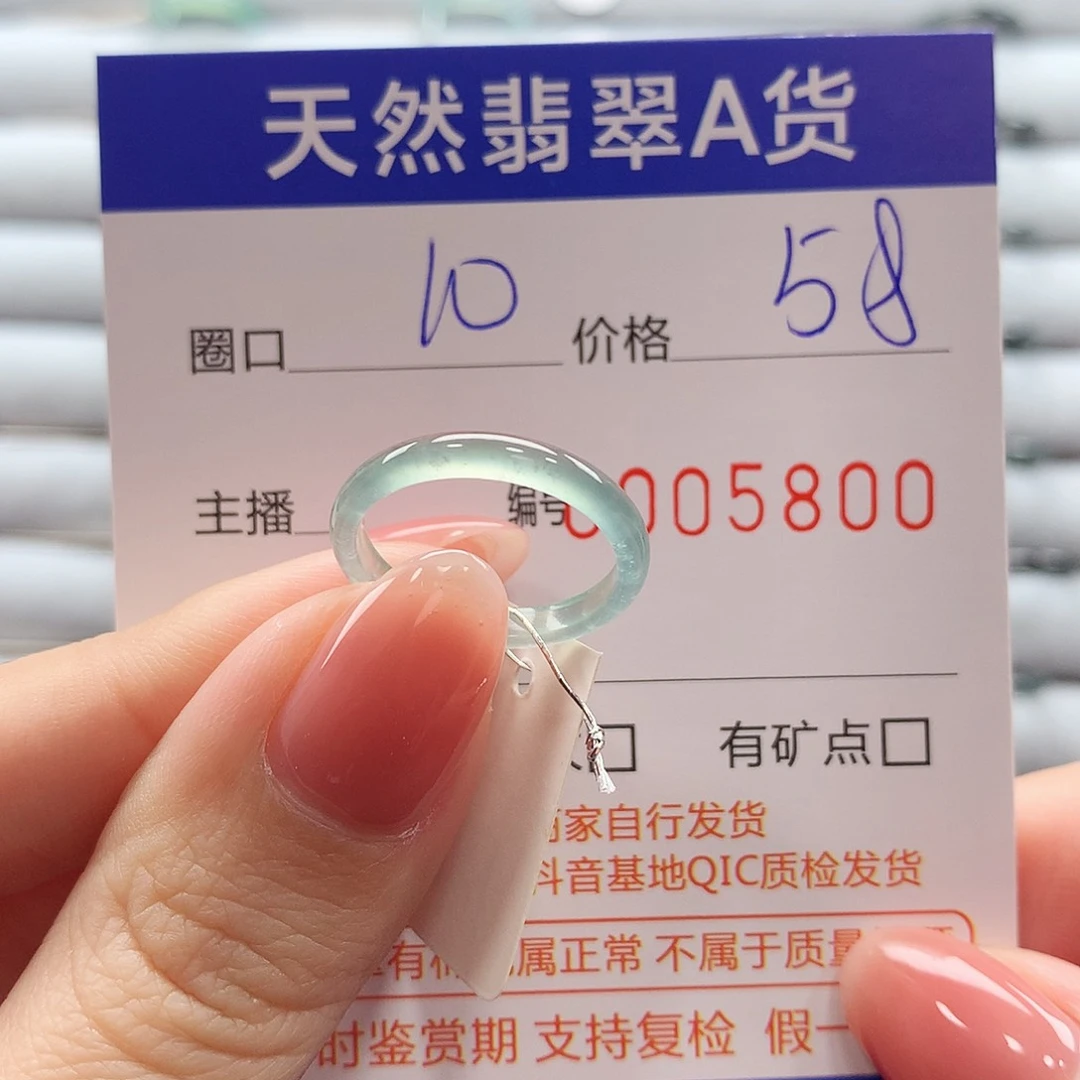 天然翡翠A货
圈口 10 价格 58
主播 编号 0005800
有矿点
家自行发货
抖音基地QIC质检发货
有 属正常 不属于质量
时鉴赏期 支持复检 假一